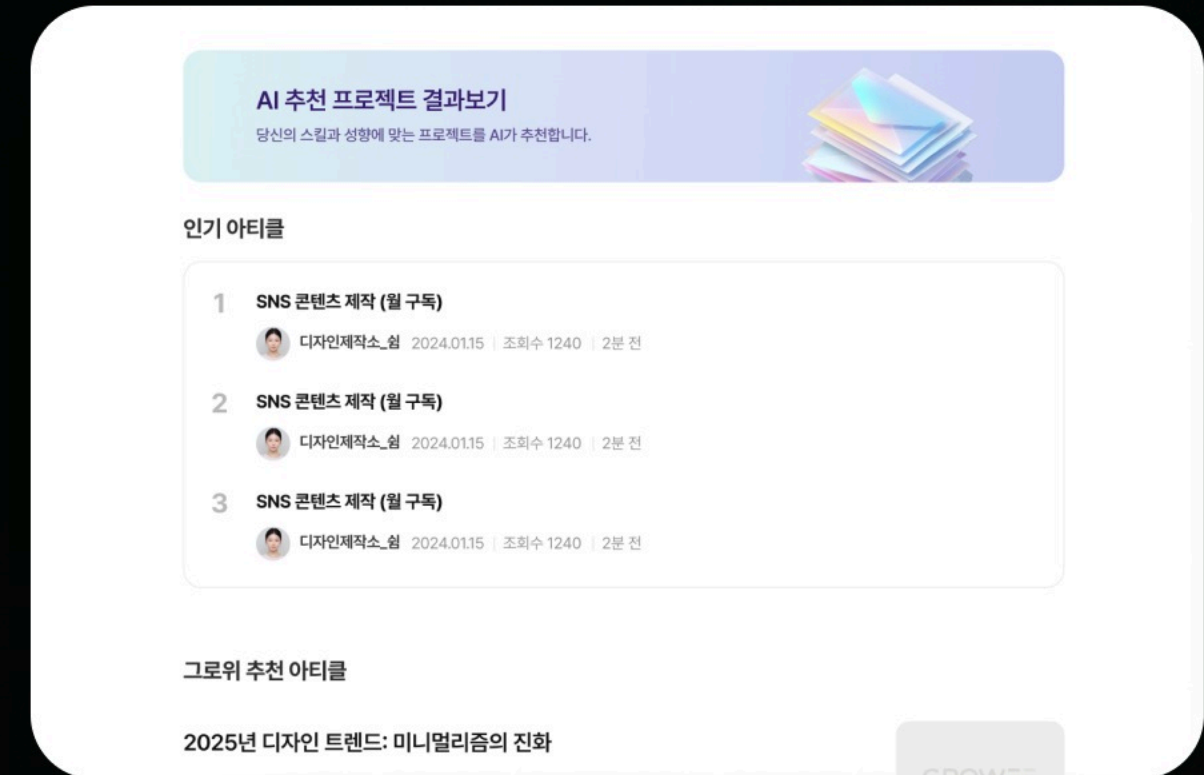 AI 추천 프로젝트 결과보기
당신의 스킬과 성향에 맞는 프로젝트를 AI가 추천합니다.
인기 아티클
1 SNS 콘텐츠 제작 (월 구독)
디자인제작소_쉼 2024.01.15 | 조회수 1240 | 2분 전
2 SNS 콘텐츠 제작 (월 구독)
디자인제작소_쉼 2024.01.15 | 조회수 1240 | 2분 전
3 SNS 콘텐츠 제작 (월 구독)
디자인제작소_쉼 2024.01.15 | 조회수 1240 | 2분 전
그로위 추천 아티클
2025년 디자인 트렌드: 미니멀리즘의 진화